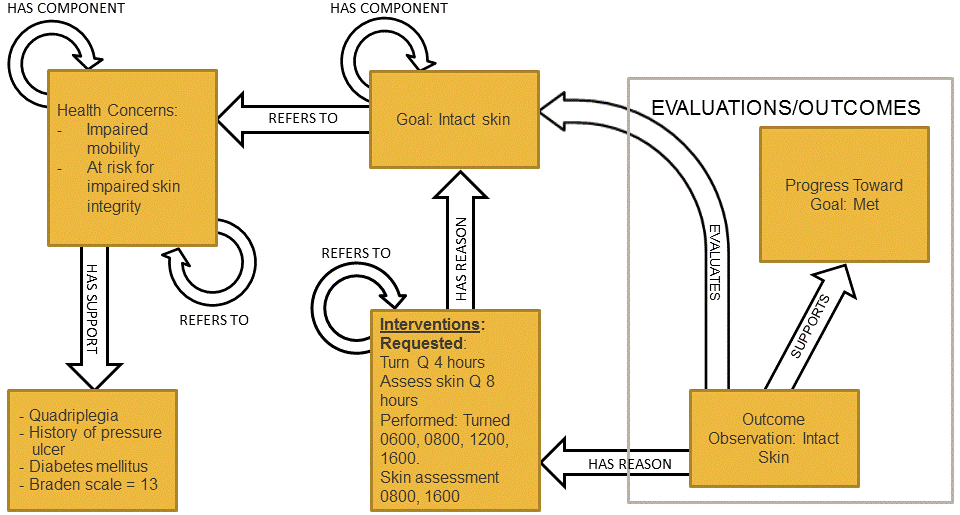 HAS COMPONENT
HAS COMPONENT
Health Concerns:
- Impaired
mobility
- At risk for
impaired skin
integrity
REFERS TO
Goal: Intact skin
EVALUATIONS/OUTCOMES
Progress Toward
Goal: Met
HAS SUPPORT
REFERS TO
REFERS TO
HAS REASON
EVALUATES
SUPPORTS
- Quadriplegia
- History of pressure
ulcer
- Diabetes mellitus
- Braden scale = 13
Interventions:
Requested:
Turn Q 4 hours
Assess skin Q 8
hours
Performed: Turned
0600, 0800, 1200,
1600.
Skin assessment
0800, 1600
HAS REASON
Outcome
Observation: Intact
Skin